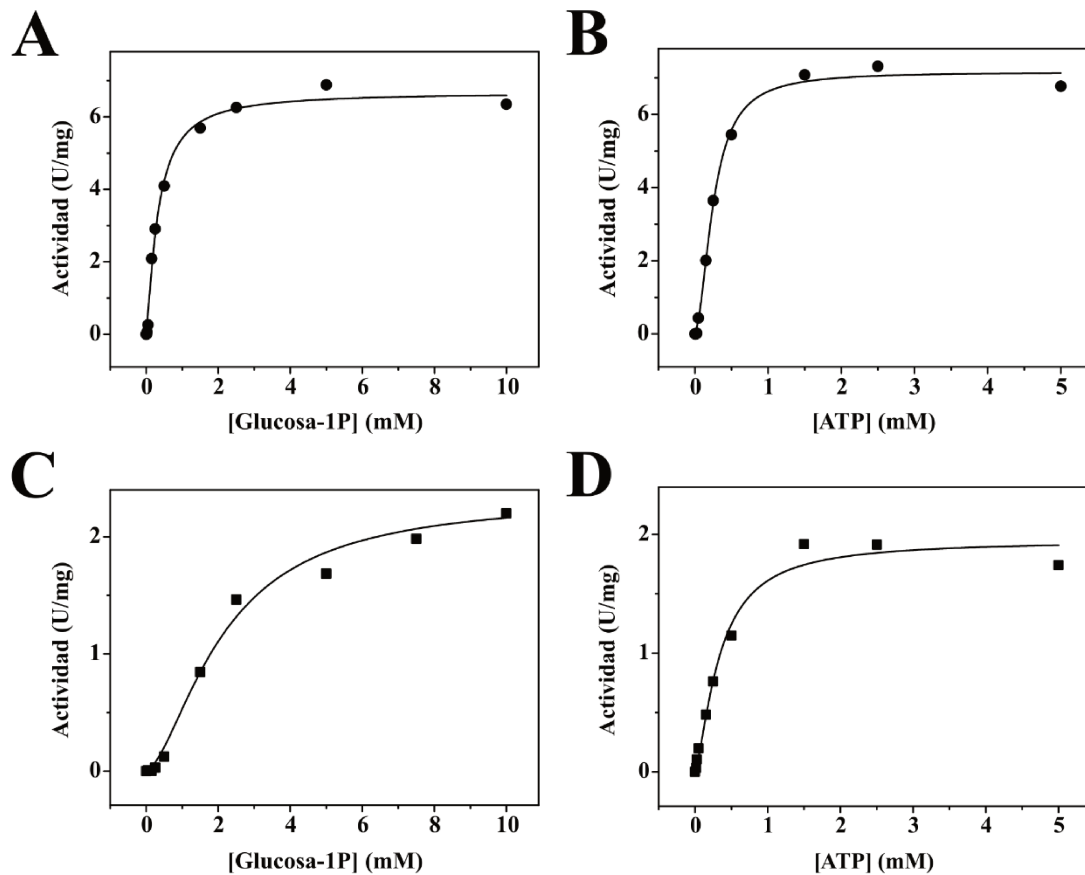 A
Actividad (U/mg)
6
4
2
0
0 2 4 6 8 10
[Glucosa-1P] (mM)
B
Actividad (U/mg)
6
4
2
0
0 1 2 3 4 5
[ATP] (mM)
C
Actividad (U/mg)
2
1
0
0 2 4 6 8 10
[Glucosa-1P] (mM)
D
Actividad (U/mg)
2
1
0
0 1 2 3 4 5
[ATP] (mM)